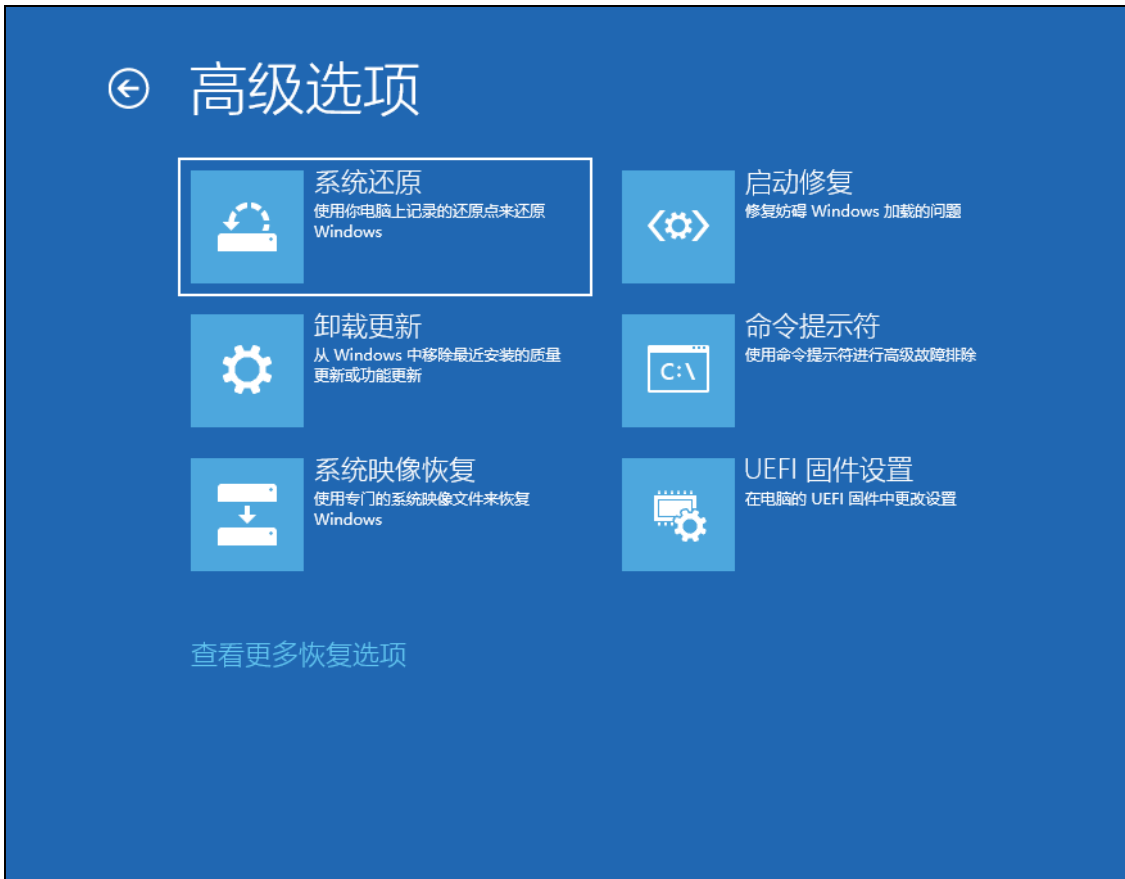 高级选项
系统还原
使用你电脑上记录的还原点来还原
Windows
启动修复
修复妨碍 Windows 加载的问题
卸载更新
从 Windows 中移除最近安装的质量
更新或功能更新
命令提示符
使用命令提示符进行高级故障排除
C:\
系统映像恢复
使用专门的系统映像文件来恢复
Windows
UEFI 固件设置
在电脑的 UEFI 固件中更改设置
查看更多恢复选项